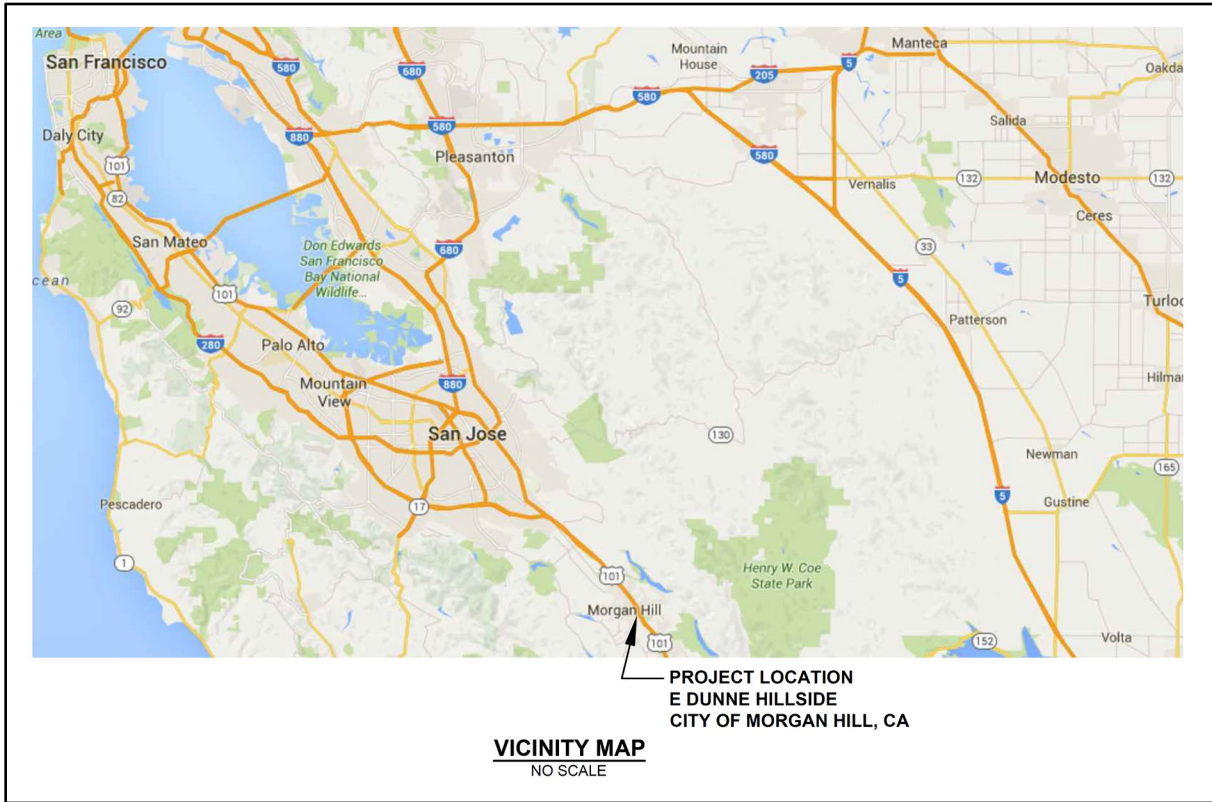 Area
San Francisco
580
680
Mountain
House
205
5
Manteca
Oakda
580
Salida
Daly City
880
580
101
Pleasanton
580
82
Vernalis
132
Modesto
132
Ceres
San Mateo
Don Edwards
San Francisco
Bay National
Wildlife...
680
33
cean
101
5
92
Turloc
Patterson
280
Palo Alto
Mountain
View
880
Hilmar
San Jose
130
Newman
165
Pescadero
17
5
Gustine
1
Henry W. Coe
State Park
101
Morgan Hill
101
152
Volta
PROJECT LOCATION
E DUNNE HILLSIDE
CITY OF MORGAN HILL, CA
VICINITY MAP
NO SCALE